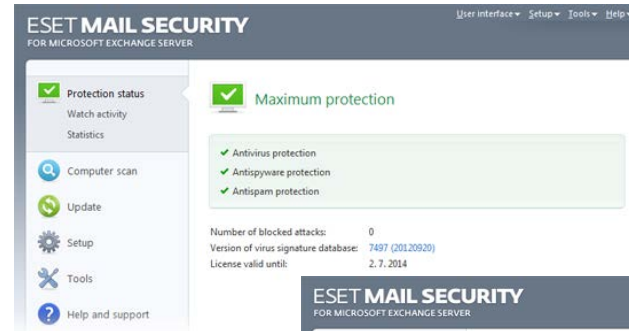 ESET MAIL SECURITY
FOR MICROSOFT EXCHANGE SERVER
User interface Setup Tools Help
Protection status
Watch activity
Statistics
Computer scan
Update
Setup
Tools
Help and support
Maximum protection
Antivirus protection
Antispyware protection
Antispam protection
Number of blocked attacks: 0
Version of virus signature database: 7497 (20120920)
License valid until: 2. 7. 2014
ESET MAIL SECURITY
FOR MICROSOFT EXCHANGE SERVER